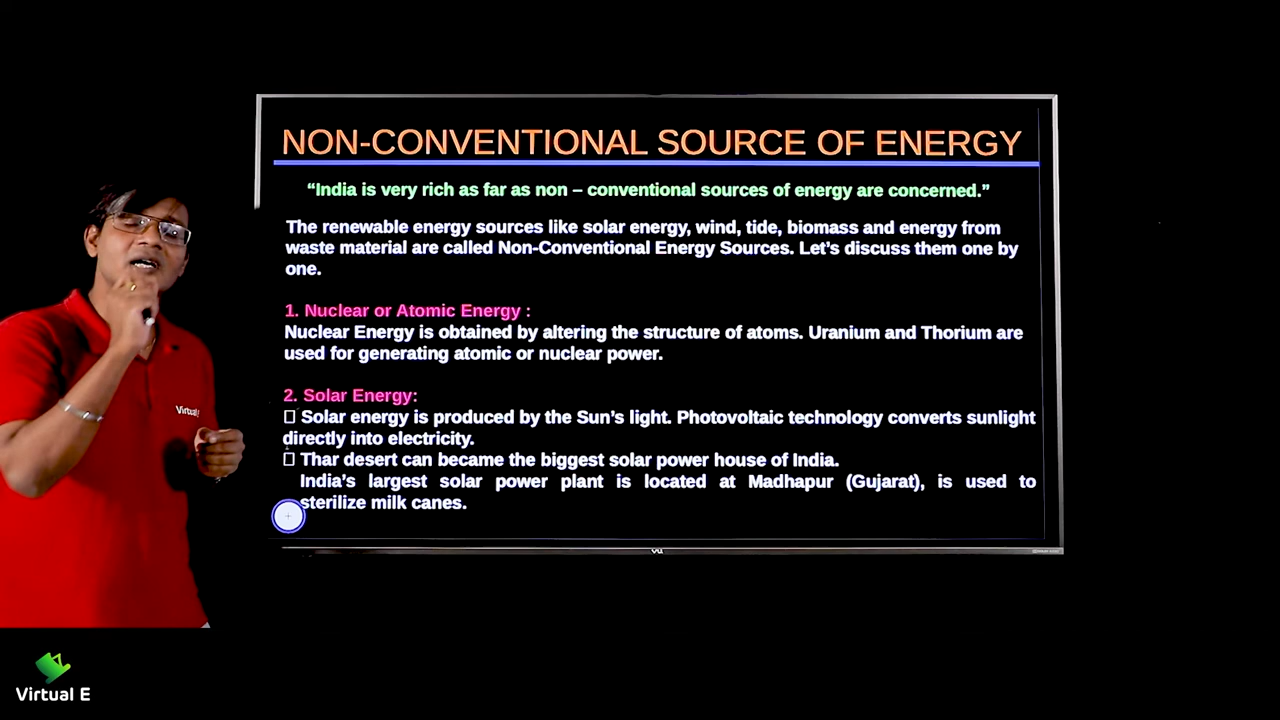 NON-CONVENTIONAL SOURCE OF ENERGY
“India is very rich as far as non – conventional sources of energy are concerned.”
The renewable energy sources like solar energy, wind, tide, biomass and energy from
waste material are called Non-Conventional Energy Sources. Let’s discuss them one by
one.
1. Nuclear or Atomic Energy :
Nuclear Energy is obtained by altering the structure of atoms. Uranium and Thorium are
used for generating atomic or nuclear power.
2. Solar Energy:
Solar energy is produced by the Sun’s light. Photovoltaic technology converts sunlight
directly into electricity.
Thar desert can became the biggest solar power house of India.
India’s largest solar power plant is located at Madhapur (Gujarat), is used to
sterilize milk canes.
Virtual E
Virtual E